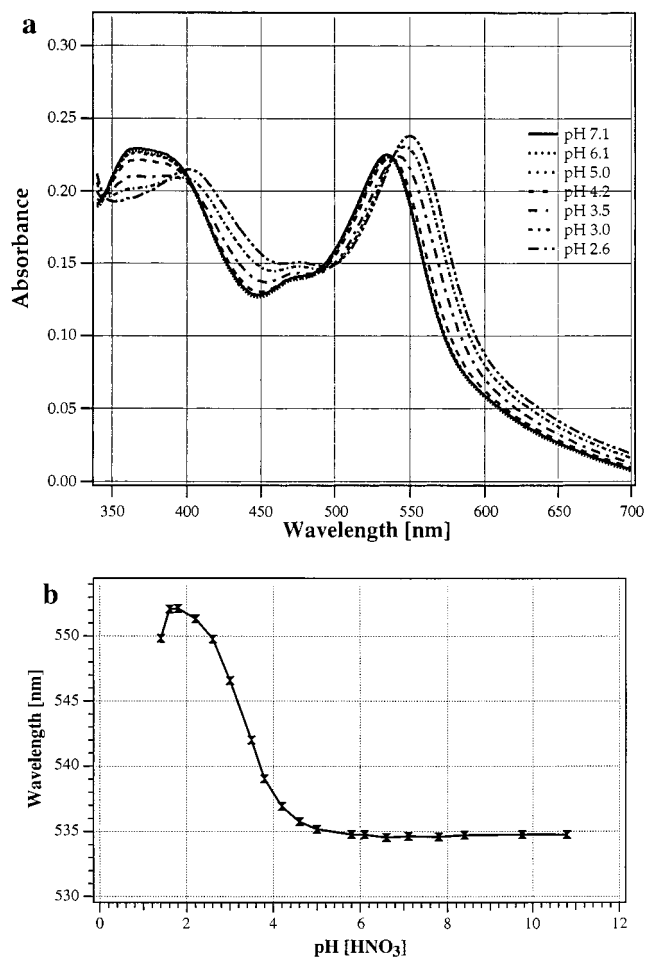 a
0.30
0.25
0.20
0.15
0.10
0.05
0.00
Absorbance
pH 7.1
pH 6.1
pH 5.0
pH 4.2
pH 3.5
pH 3.0
pH 2.6
350 400 450 500 550 600 650 700
Wavelength [nm]
b
550
545
540
535
530
Wavelength [nm]
0 2 4 6 8 10 12
pH [HNO₃]